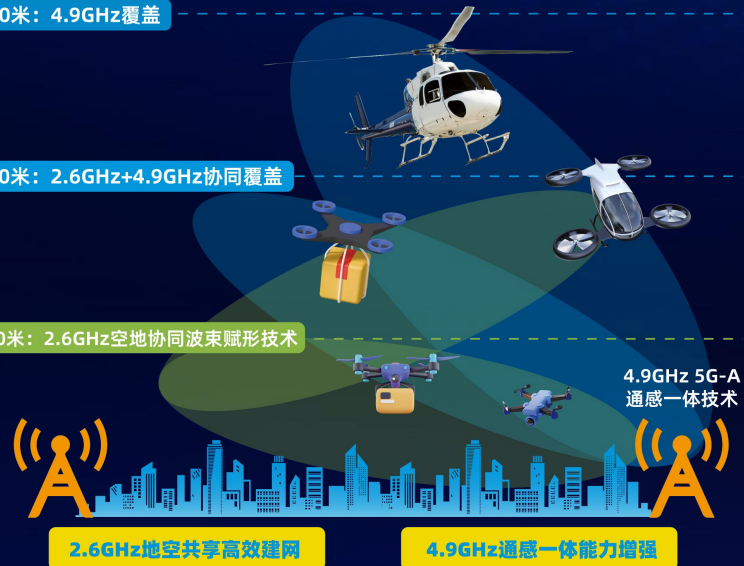 0米：4.9GHz覆盖
0米：2.6GHz+4.9GHz协同覆盖
0米：2.6GHz空地协同波束赋形技术
4.9GHz 5G-A
通感一体技术
2.6GHz地空共享高效建网
4.9GHz通感一体能力增强